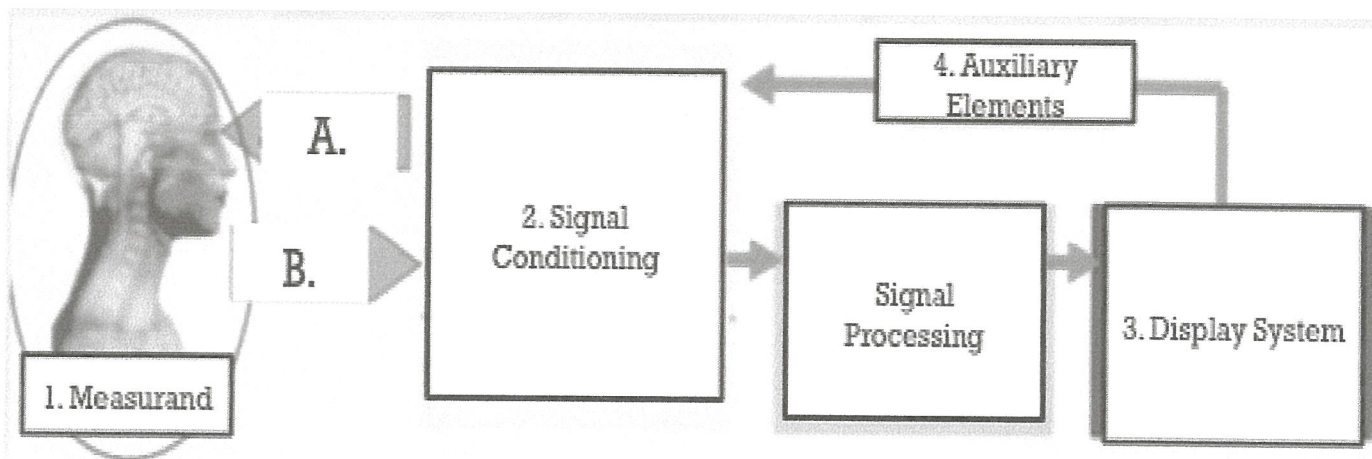 4. Auxiliary
Elements
A.
2. Signal
Conditioning
B.
Signal
Processing
3. Display System
1. Measurand